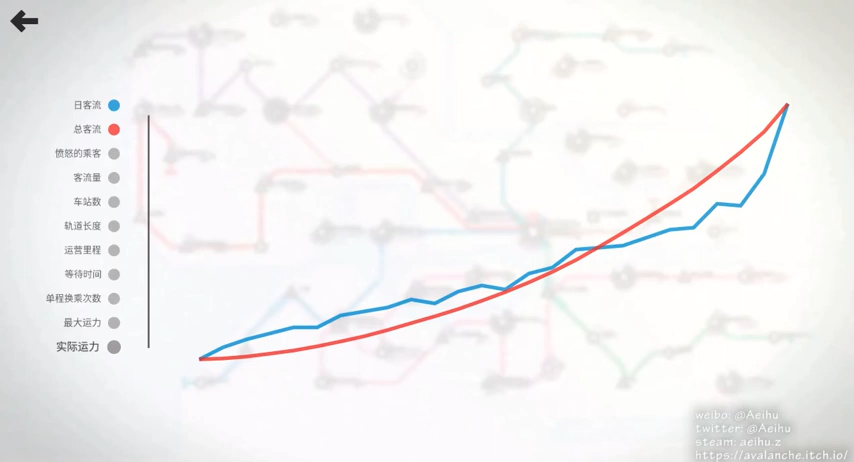 日客流
总客流
愤怒的乘客
客流量
车站数
轨道长度
运营里程
等待时间
单程换乘次数
最大运力
实际运力
weibo: @Aeihu
twitter: @Aeihu
steam: aeihu.z
https://avalanche.itch.io/